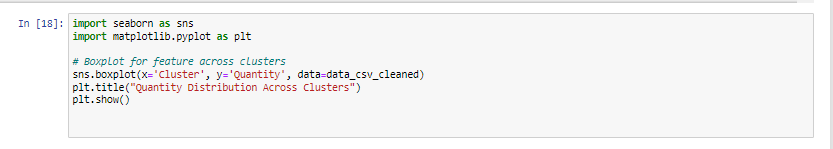 In [18]: import seaborn as sns
import matplotlib.pyplot as plt
# Boxplot for feature across clusters
sns.boxplot(x='Cluster', y='Quantity', data=data_csv_cleaned)
plt.title("Quantity Distribution Across Clusters")
plt.show()